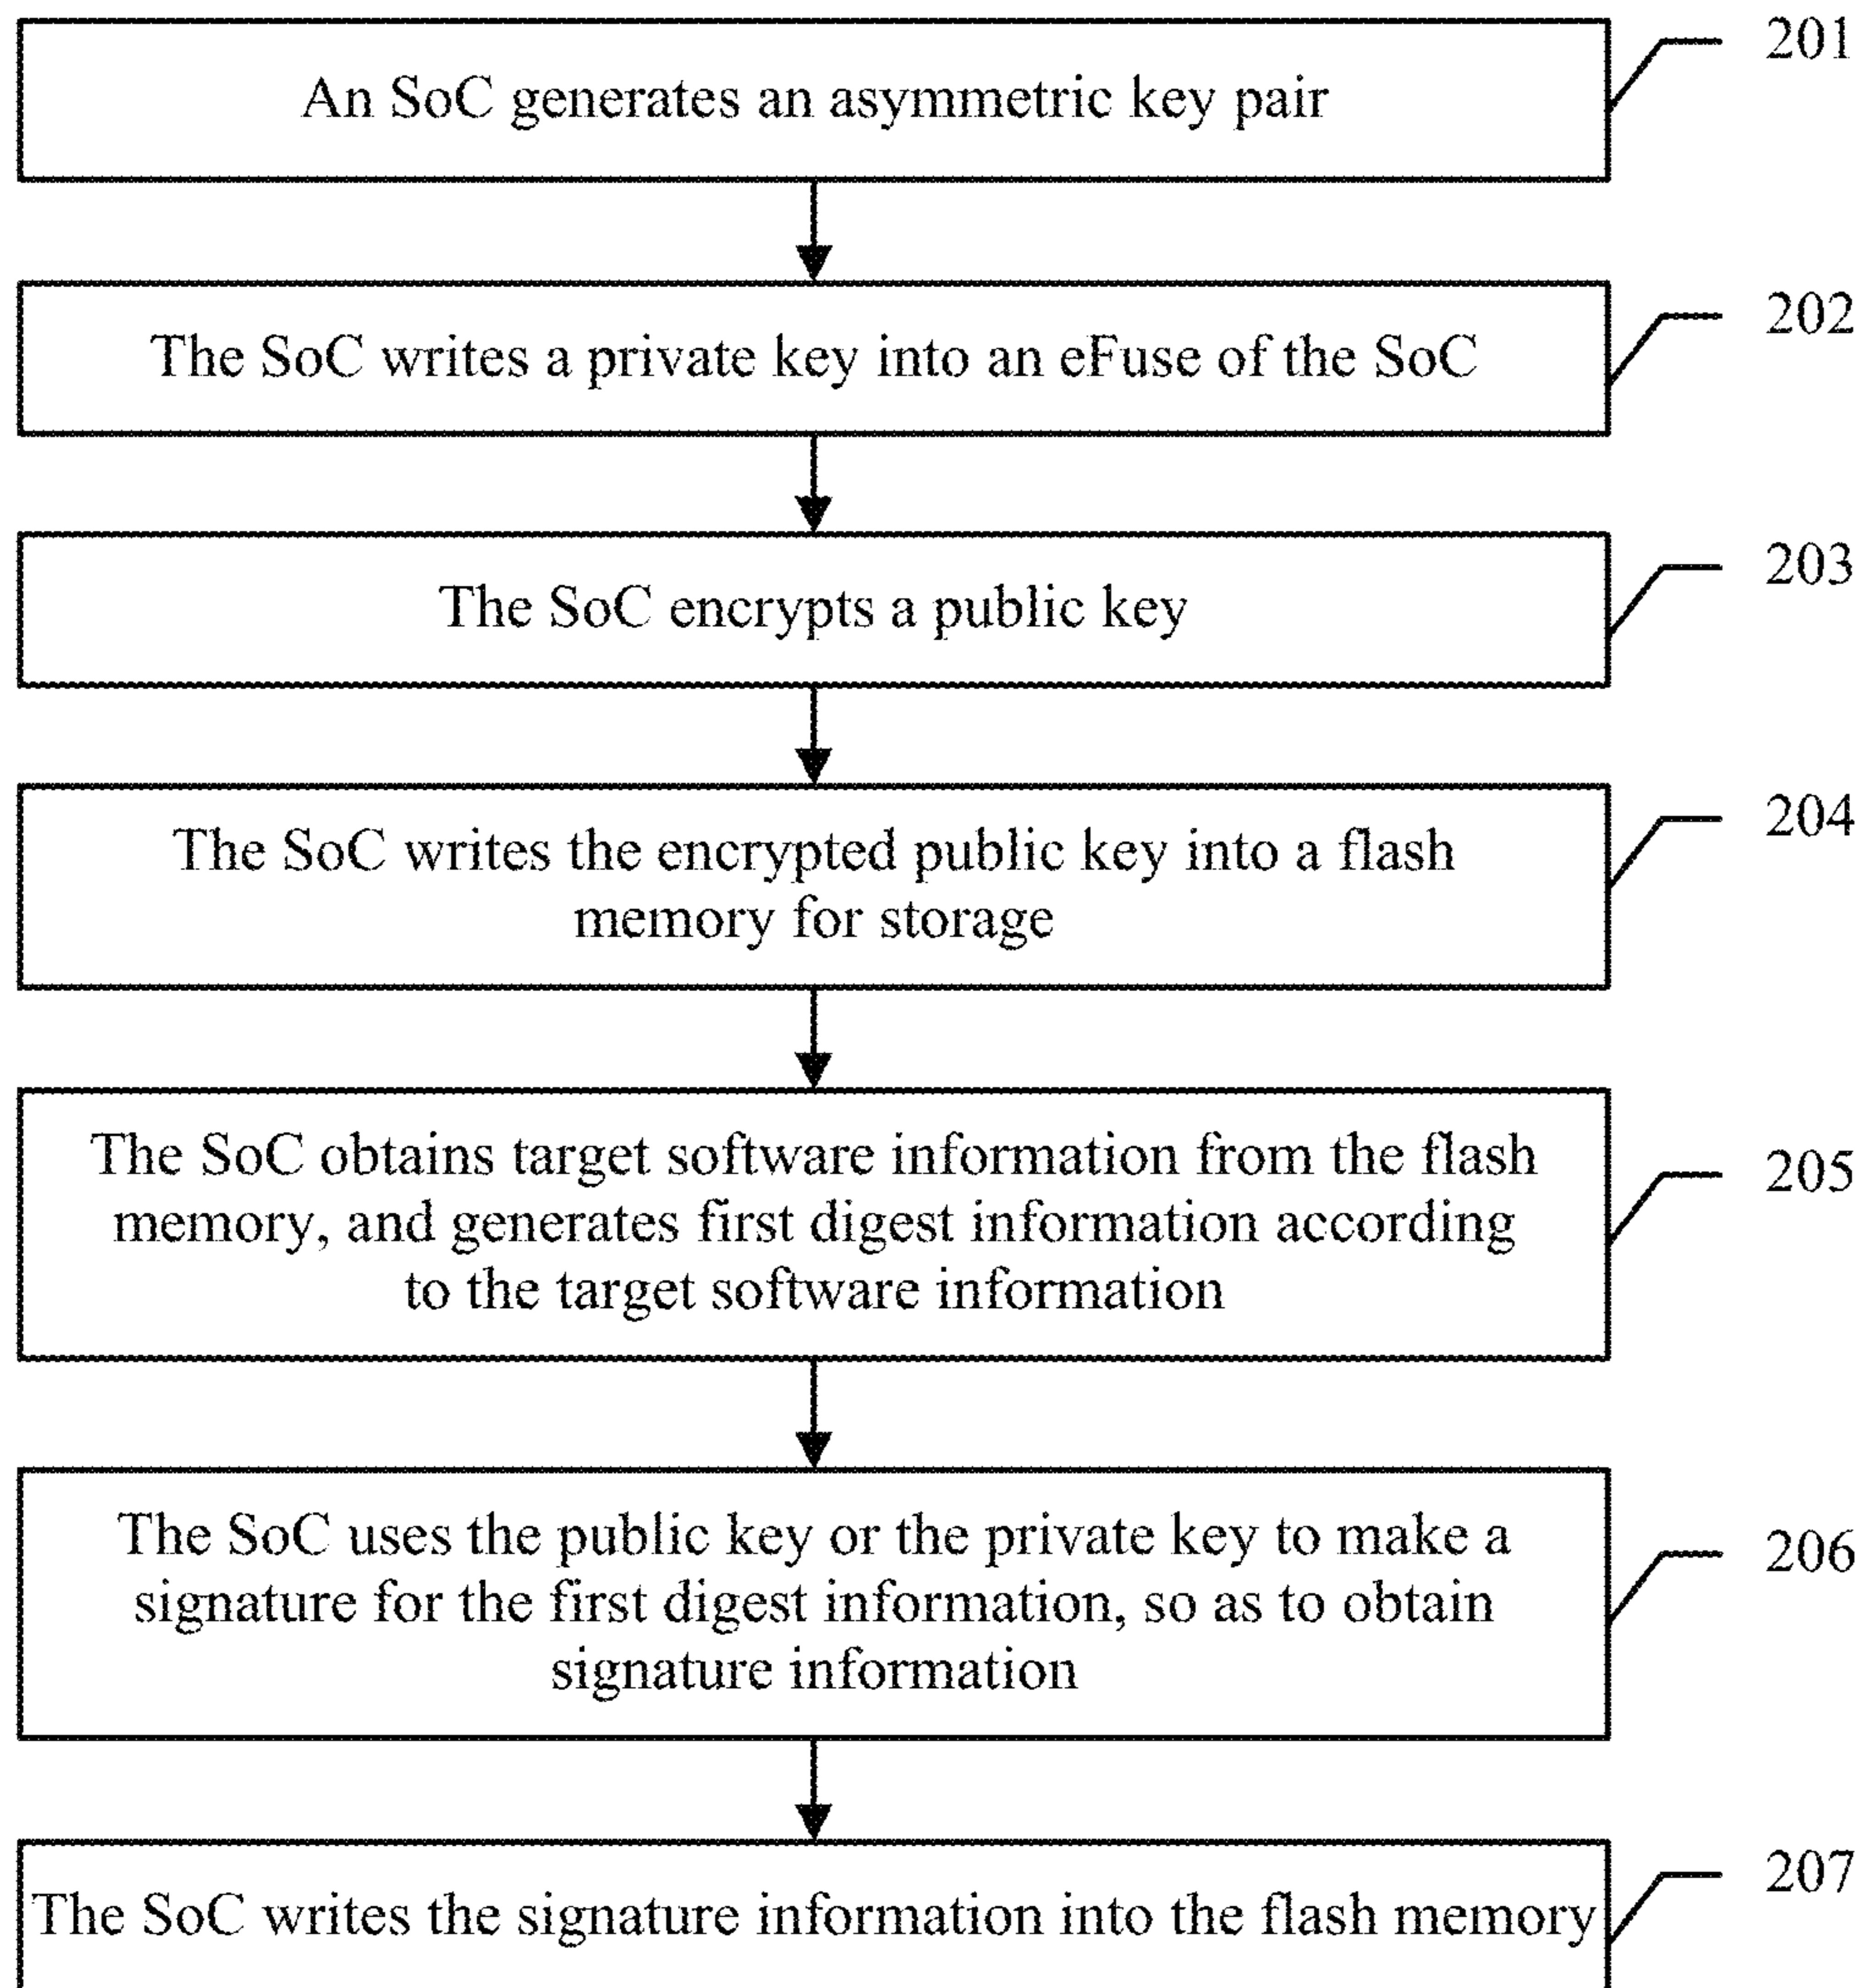 201
An SoC generates an asymmetric key pair
202
The SoC writes a private key into an eFuse of the SoC
203
The SoC encrypts a public key
204
The SoC writes the encrypted public key into a flash
memory for storage
205
The SoC obtains target software information from the flash
memory, and generates first digest information according
to the target software information
206
The SoC uses the public key or the private key to make a
signature for the first digest information, so as to obtain
signature information
207
The SoC writes the signature information into the flash memory